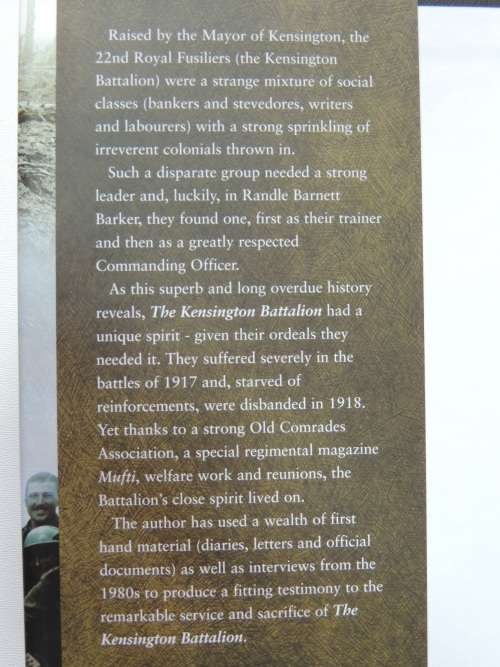 Raised by the Mayor of Kensington, the
22nd Royal Fusiliers (the Kensington
Battalion) were a strange mixture of social
classes (bankers and stevedores, writers
and labourers) with a strong sprinkling of
irreverent colonials thrown in.
Such a disparate group needed a strong
leader and, luckily, in Randle Barnett
Barker, they found one, first as their trainer
and then as a greatly respected
Commanding Officer.
As this superb and long overdue history
reveals, The Kensington Battalion had a
unique spirit - given their ordeals they
needed it. They suffered severely in the
battles of 1917 and, starved of
reinforcements, were disbanded in 1918.
Yet thanks to a strong Old Comrades
Association, a special regimental magazine
Mufti, welfare work and reunions, the
Battalion's close spirit lived on.
The author has used a wealth of first
hand material (diaries, letters and official
documents) as well as interviews from the
1980s to produce a fitting testimony to the
remarkable service and sacrifice of The
Kensington Battalion.